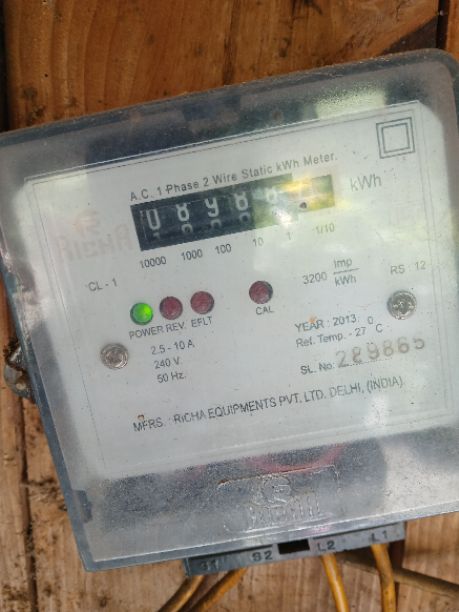 A.C. 1 Phase 2 Wire Static kWh Meter.
kWh
RICHA
10000 1000 100 10 1 1/10
CL - 1
3200 Imp/kWh
RS : 12
POWER REV. EFLT
CAL
2.5 - 10 A
240 V.
50 Hz.
YEAR : 2013
Ref. Temp. - 27 °C
SL. No. 289865
MFRS. : RICHA EQUIPMENTS PVT. LTD. DELHI, (INDIA)
S2 L2 L1